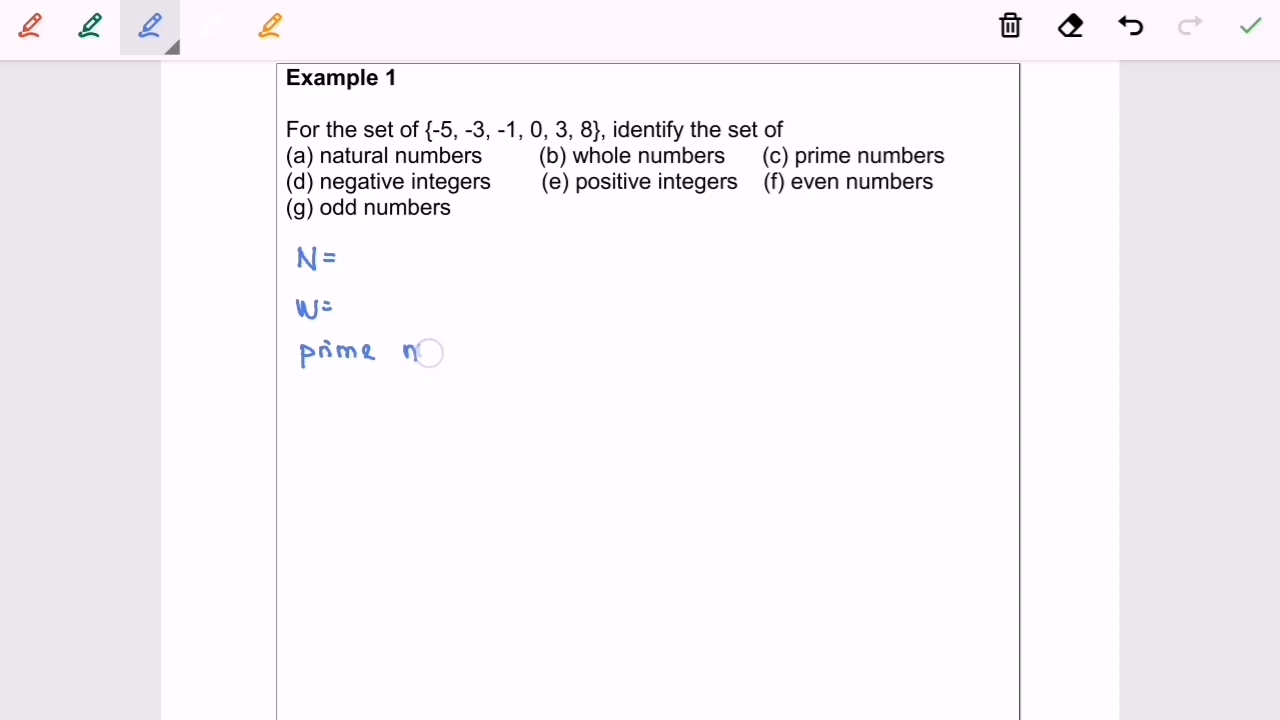 Example 1
For the set of {-5, -3, -1, 0, 3, 8}, identify the set of
(a) natural numbers (b) whole numbers (c) prime numbers
(d) negative integers (e) positive integers (f) even numbers
(g) odd numbers
N =
W =
prime n